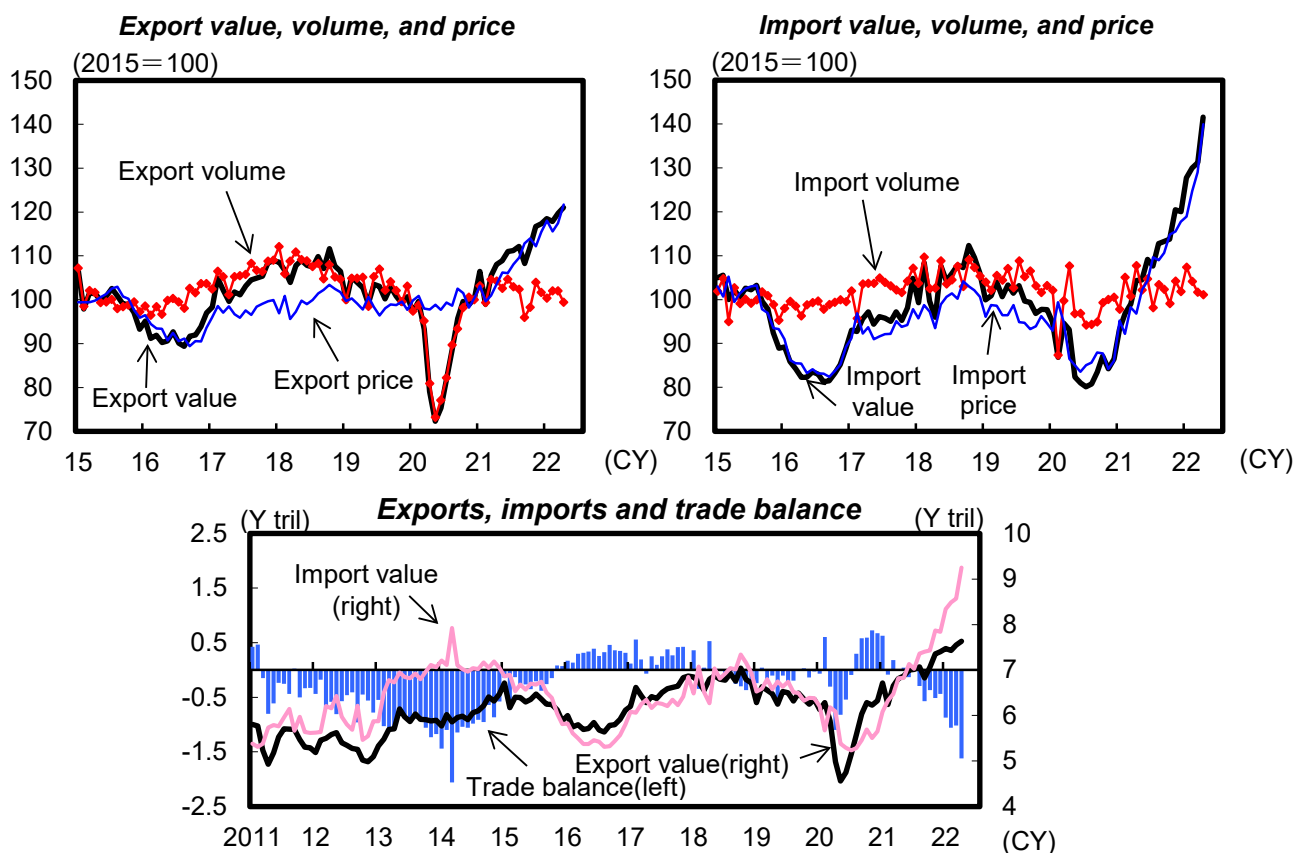 Export value, volume, and price
(2015＝100)
150
140
130
120
110
100
90
80
70
Export volume
Export price
Export value
15 16 17 18 19 20 21 22 (CY)
Import value, volume, and price
(2015＝100)
150
140
130
120
110
100
90
80
70
Import volume
Import
value
Import
price
15 16 17 18 19 20 21 22 (CY)
Exports, imports and trade balance
(Y tril)
(Y tril)
2.5
1.5
0.5
-0.5
-1.5
-2.5
10
9
8
7
6
5
4
Import value
(right)
Export value(right)
Trade balance(left)
2011 12 13 14 15 16 17 18 19 20 21 22 (CY)